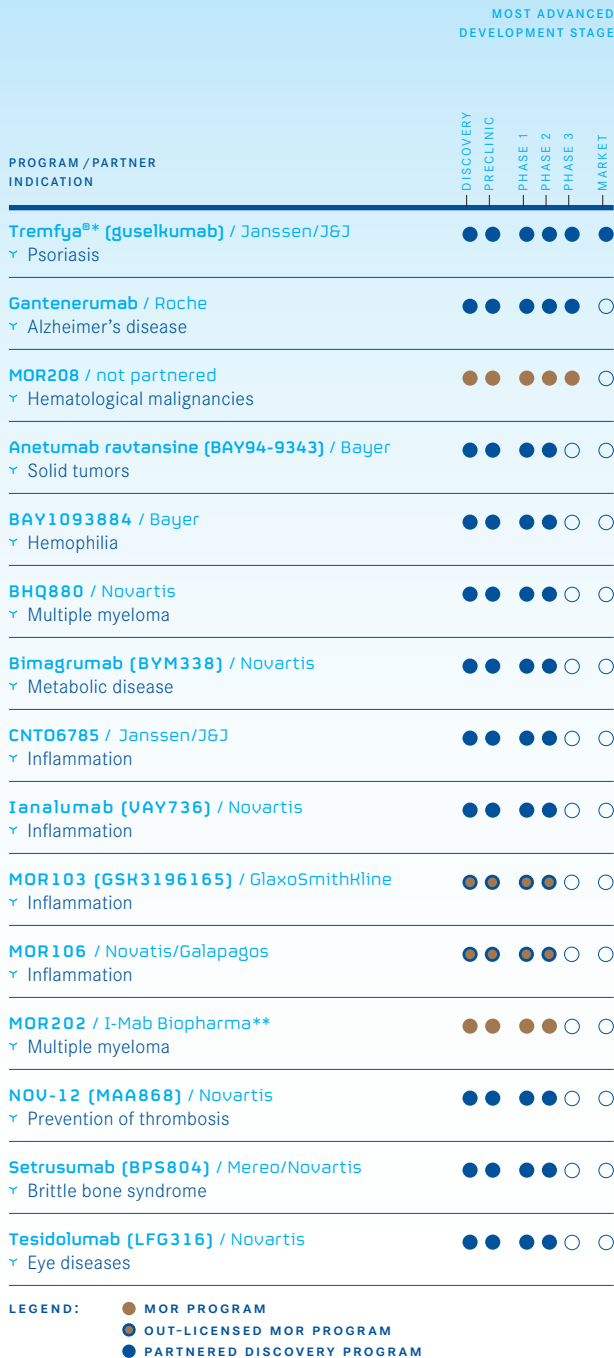 MOST ADVANCED
DEVELOPMENT STAGE
PROGRAM/PARTNER
INDICATION
DISCOVERY
PRECLINIC
PHASE 1
PHASE 2
PHASE 3
MARKET
Tremfya®* (guselkumab) / Janssen/J&J
Psoriasis
Gantenerumab / Roche
Alzheimer’s disease
MOR208 / not partnered
Hematological malignancies
Anetumab ravtansine (BAY94-9343) / Bayer
Solid tumors
BAY1093884 / Bayer
Hemophilia
BHQ880 / Novartis
Multiple myeloma
Bimagrumab (BYM338) / Novartis
Metabolic disease
CNTO6785 / Janssen/J&J
Inflammation
Ianalumab (VAY736) / Novartis
Inflammation
MOR103 (GSK3196165) / GlaxoSmithKline
Inflammation
MOR106 / Novatis/Galapagos
Inflammation
MOR202 / I-Mab Biopharma**
Multiple myeloma
NOV-12 (MAA868) / Novartis
Prevention of thrombosis
Setrusumab (BPS804) / Mereo/Novartis
Brittle bone syndrome
Tesidolumab (LFG316) / Novartis
Eye diseases
LEGEND: MOR PROGRAM
OUT-LICENSED MOR PROGRAM
PARTNERED DISCOVERY PROGRAM